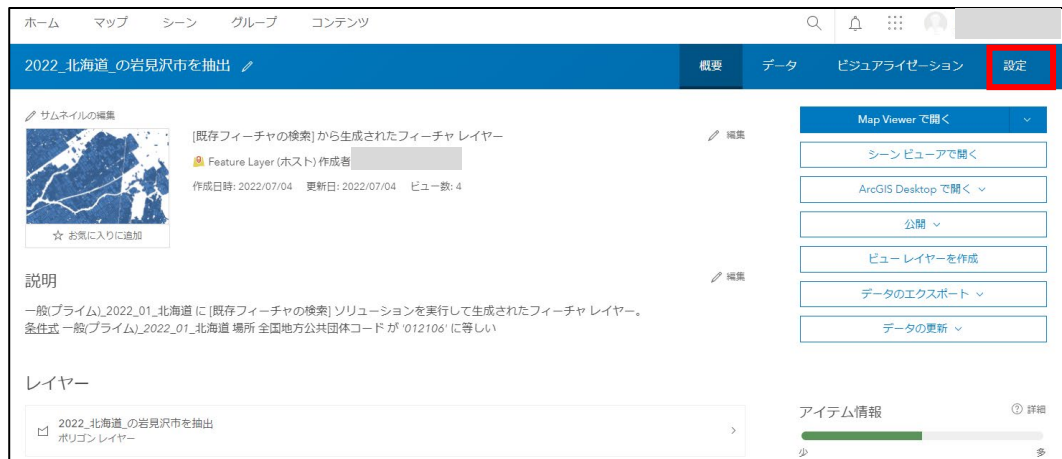 ホーム マップ シーン グループ コンテンツ
2022_北海道_の岩見沢市を抽出 概要 データ ビジュアライゼーション 設定
サムネイルの編集
[既存フィーチャの検索] から生成されたフィーチャ レイヤー 編集
Feature Layer (ホスト) 作成者
作成日時: 2022/07/04 更新日: 2022/07/04 ビュー数: 4
☆ お気に入りに追加
説明 編集
一般(プライム)_2022_01_北海道 に [既存フィーチャの検索] ソリューションを実行して生成されたフィーチャ レイヤー。
条件式 一般(プライム)_2022_01_北海道 場所 全国地方公共団体コード が '012106' に等しい
レイヤー
2022_北海道_の岩見沢市を抽出
ポリゴン レイヤー
Map Viewer で開く
シーン ビューアで開く
ArcGIS Desktop で開く
公開
ビュー レイヤーを作成
データのエクスポート
データの更新
アイテム情報 詳細
少 多